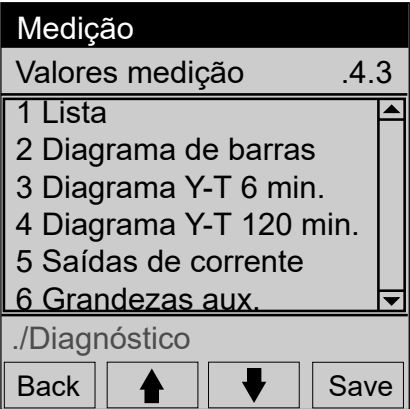 Medição
Valores medição .4.3
1 Lista
2 Diagrama de barras
3 Diagrama Y-T 6 min.
4 Diagrama Y-T 120 min.
5 Saídas de corrente
6 Grandezas aux.
./Diagnóstico
Back Save